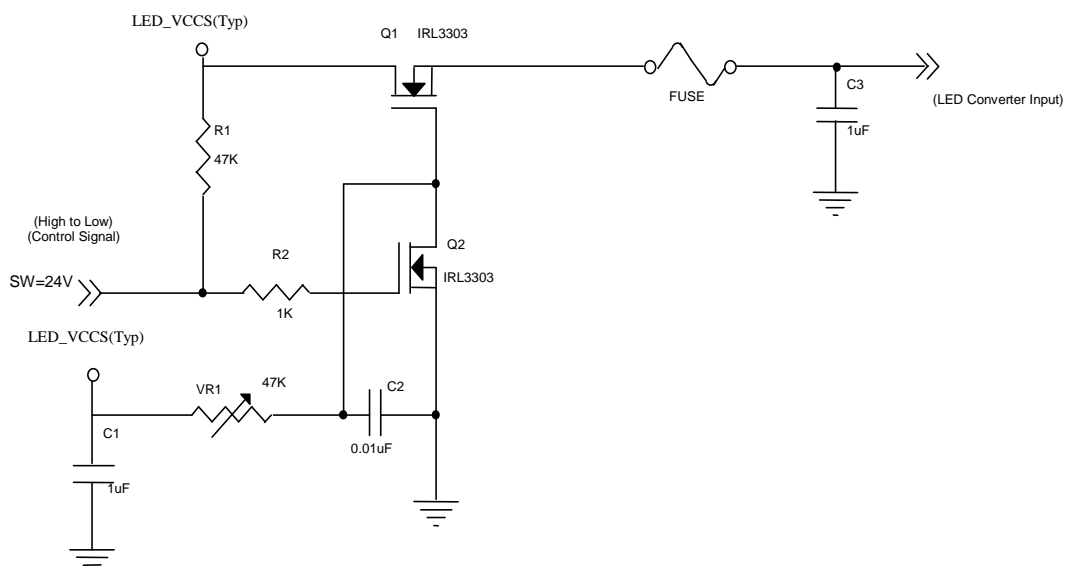 LED_VCCS(Typ)
Q1 IRL3303
FUSE
C3
1uF
(LED Converter Input)
R1
47K
(High to Low)
(Control Signal)
SW=24V
R2
1K
Q2
IRL3303
LED_VCCS(Typ)
VR1
47K
C2
0.01uF
C1
1uF